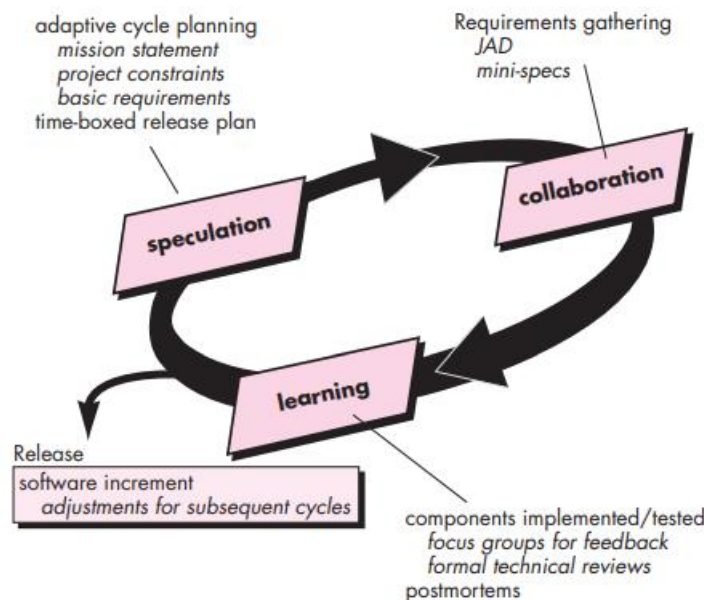 adaptive cycle planning
mission statement
project constraints
basic requirements
time-boxed release plan
Requirements gathering
JAD
mini-specs
speculation
collaboration
learning
Release
software increment
adjustments for subsequent cycles
components implemented/tested
focus groups for feedback
formal technical reviews
postmortems